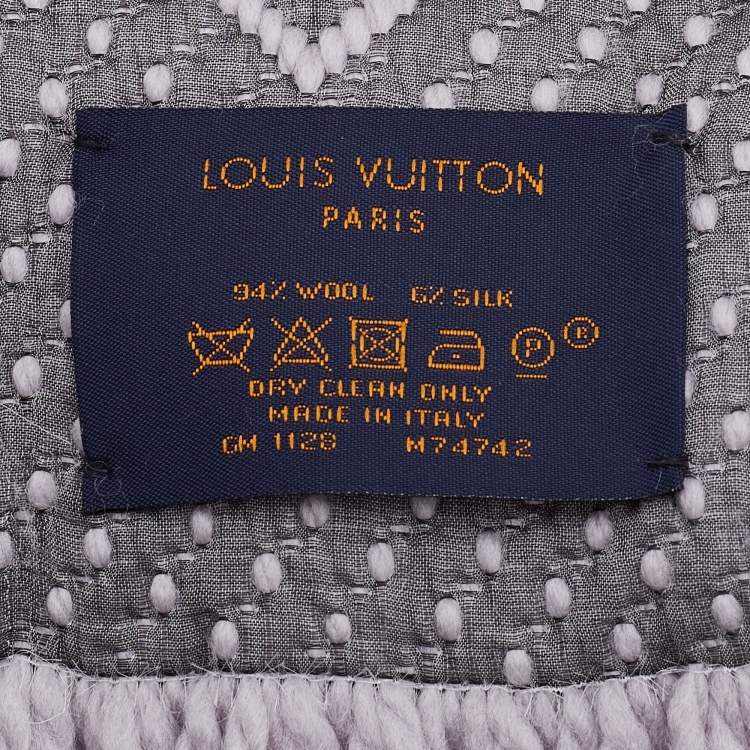 LOUIS VUITTON
PARIS
94% WOOL 6% SILK
P ®
DRY CLEAN ONLY
MADE IN ITALY
GM 1128 M74742